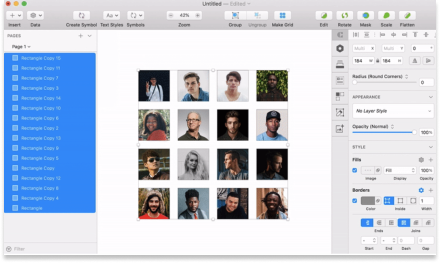 Untitled — Edited
Insert Data Create Symbol Text Styles Symbols 42% Zoom Group Ungroup Make Grid Edit Rotate Mask Scale Flatten
PAGES
Page 1
Rectangle Copy 15
Rectangle Copy 11
Rectangle Copy 7
Rectangle Copy 3
Rectangle Copy 14
Rectangle Copy 10
Rectangle Copy 6
Rectangle Copy 2
Rectangle Copy 13
Rectangle Copy 9
Rectangle Copy 5
Rectangle Copy
Rectangle Copy 12
Rectangle Copy 8
Rectangle Copy 4
Rectangle
Filter
0
184 W 184 H
Radius (Round Corners)
APPEARANCE
No Layer Style
Opacity (Normal) 100%
STYLE
Fills
Fill 100%
Image Display Opacity
Borders
1
Color Inside Width
Ends Joins
Start End Dash Gap